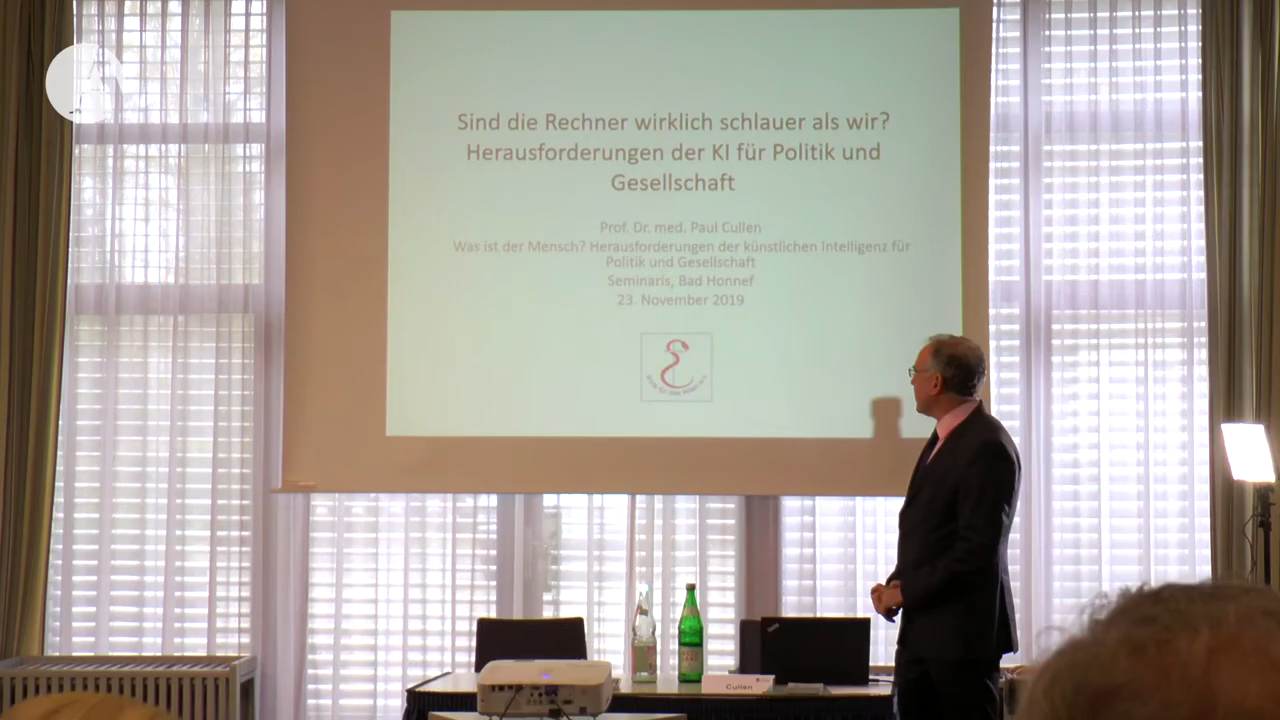 Sind die Rechner wirklich schlauer als wir?
Herausforderungen der KI für Politik und
Gesellschaft
Prof. Dr. med. Paul Cullen
Was ist der Mensch? Herausforderungen der künstlichen Intelligenz für
Politik und Gesellschaft
Seminaris, Bad Honnef
23. November 2019
Cullen